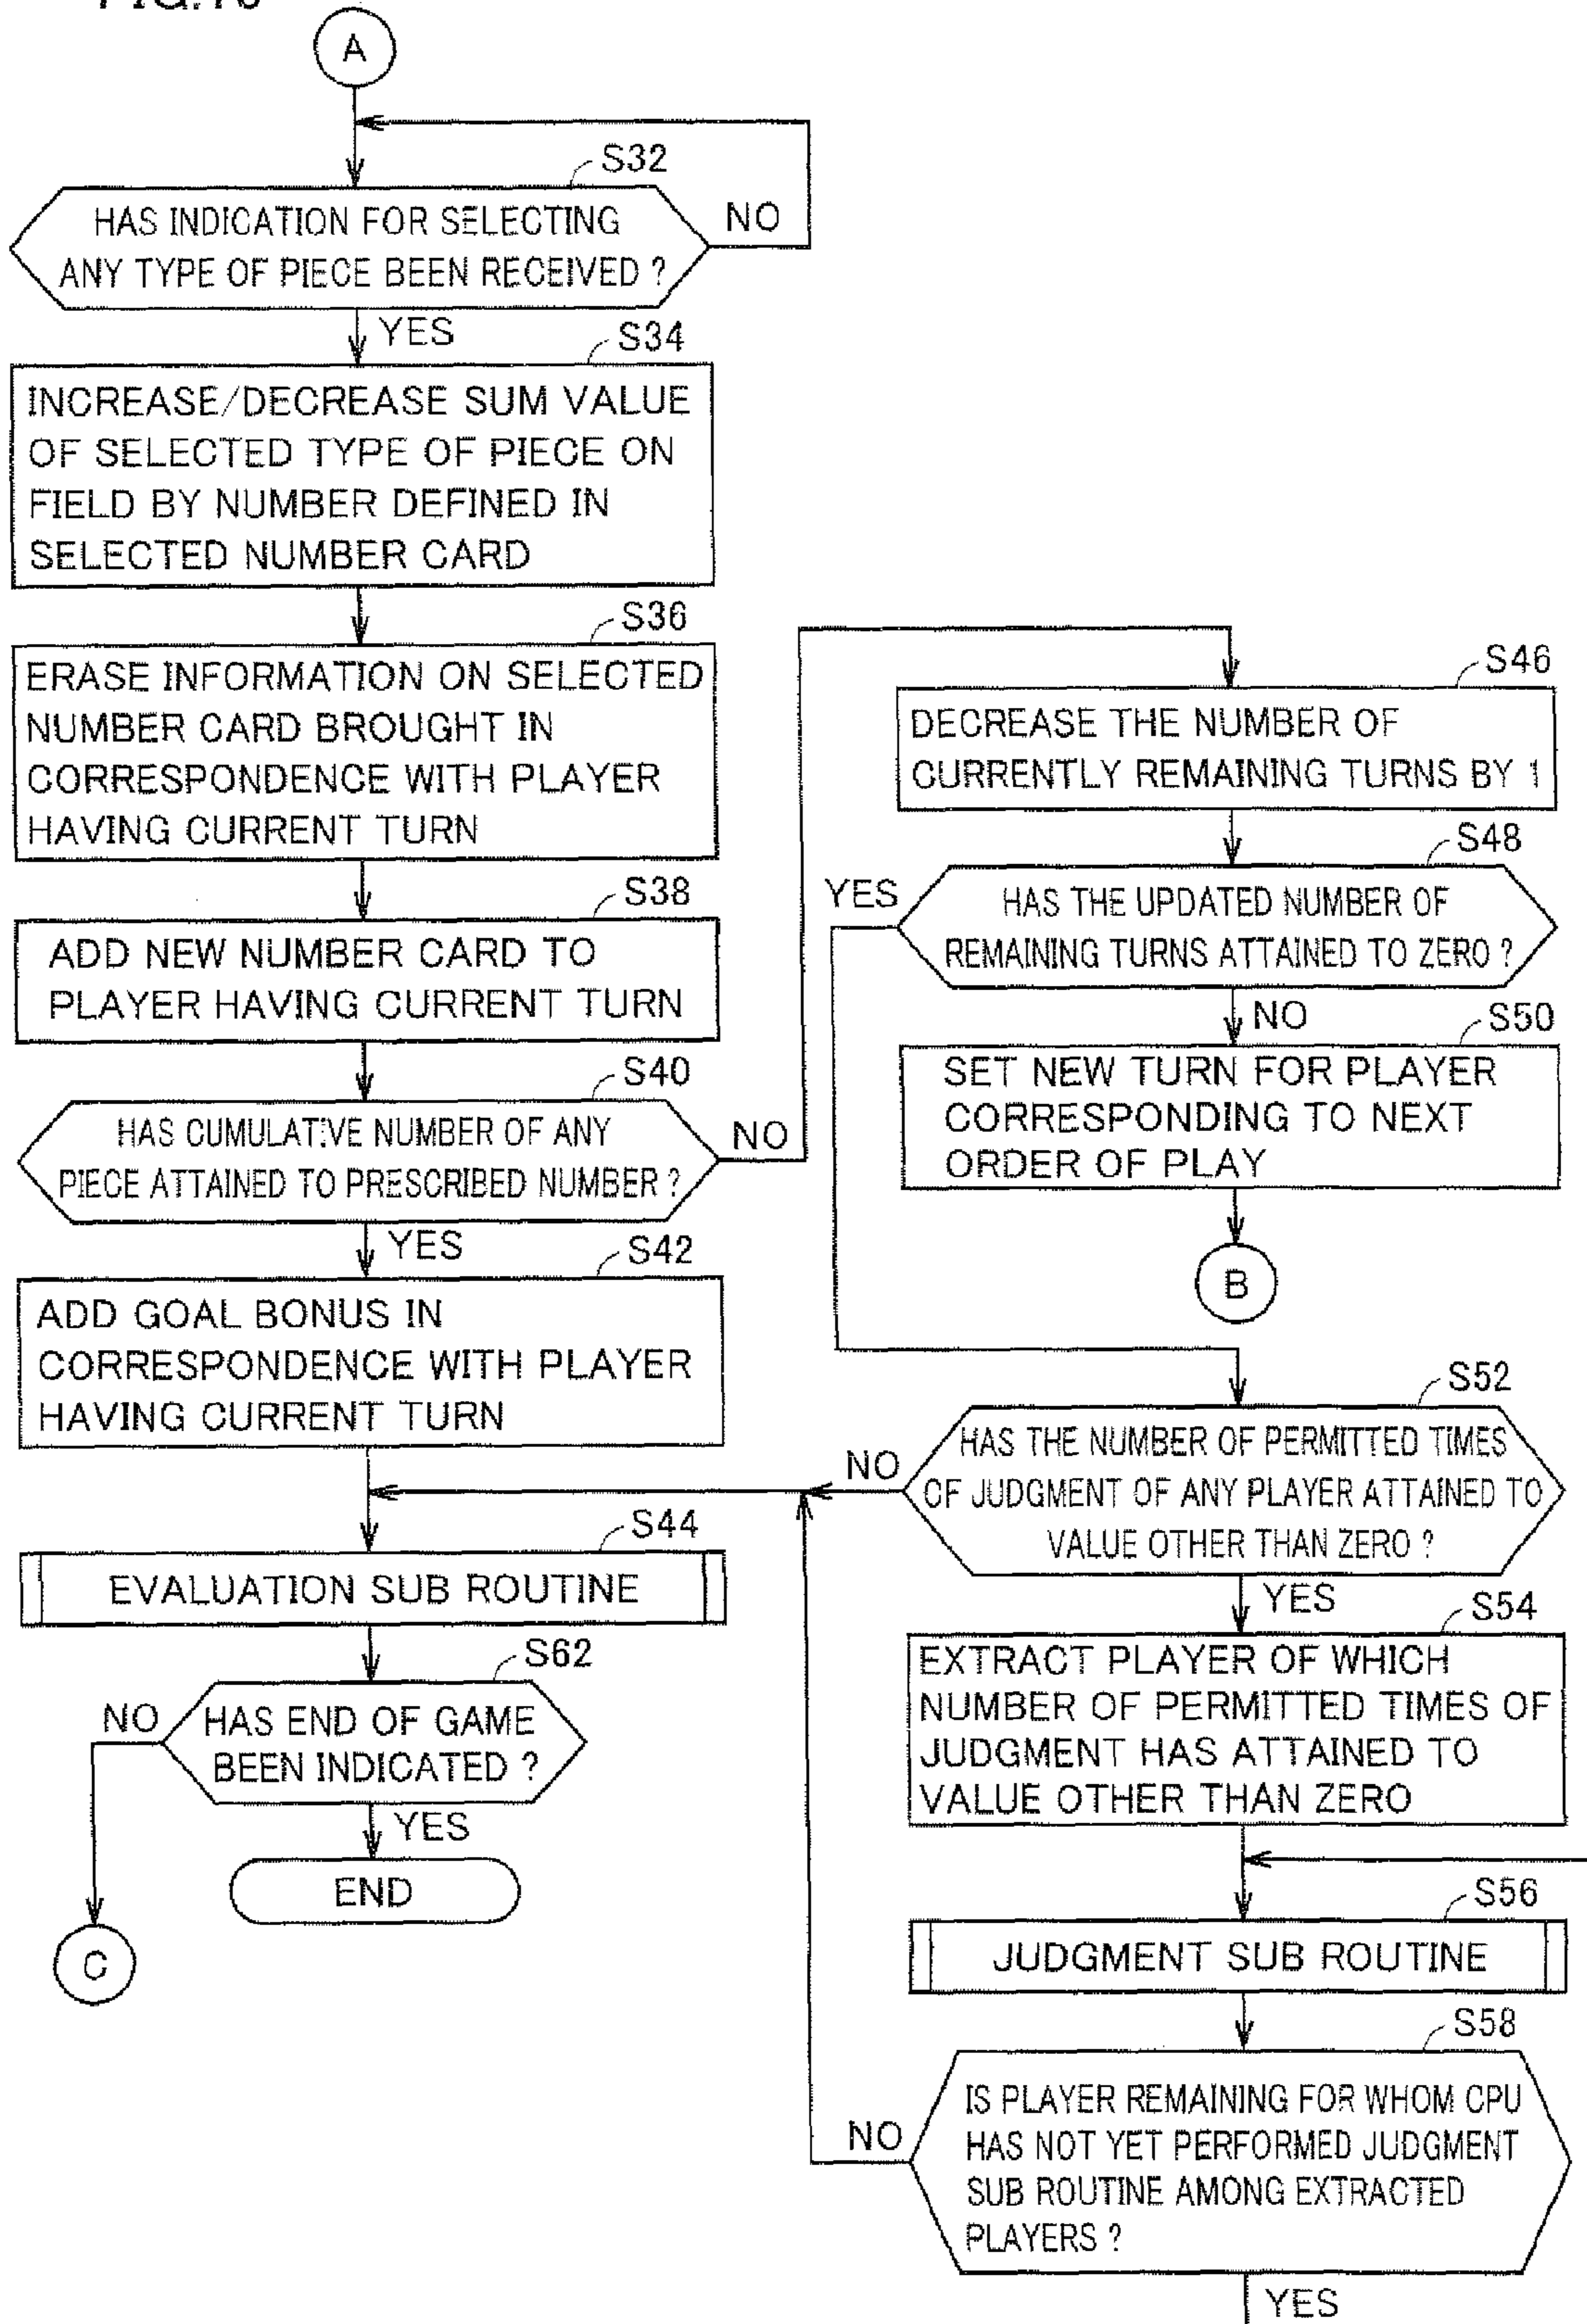 A
S32
HAS INDICATION FOR SELECTING
ANY TYPE OF PIECE BEEN RECEIVED ?
NO
YES
S34
INCREASE/DECREASE SUM VALUE
OF SELECTED TYPE OF PIECE ON
FIELD BY NUMBER DEFINED IN
SELECTED NUMBER CARD
S36
ERASE INFORMATION ON SELECTED
NUMBER CARD BROUGHT IN
CORRESPONDENCE WITH PLAYER
HAVING CURRENT TURN
S38
ADD NEW NUMBER CARD TO
PLAYER HAVING CURRENT TURN
S40
HAS CUMULATIVE NUMBER OF ANY
PIECE ATTAINED TO PRESCRIBED NUMBER ?
NO
YES
S42
ADD GOAL BONUS IN
CORRESPONDENCE WITH PLAYER
HAVING CURRENT TURN
S44
EVALUATION SUB ROUTINE
S62
HAS END OF GAME
BEEN INDICATED ?
NO
YES
END
C
S46
DECREASE THE NUMBER OF
CURRENTLY REMAINING TURNS BY 1
S48
HAS THE UPDATED NUMBER OF
REMAINING TURNS ATTAINED TO ZERO ?
YES
NO
S50
SET NEW TURN FOR PLAYER
CORRESPONDING TO NEXT
ORDER OF PLAY
B
S52
HAS THE NUMBER OF PERMITTED TIMES
OF JUDGMENT OF ANY PLAYER ATTAINED TO
VALUE OTHER THAN ZERO ?
NO
YES
S54
EXTRACT PLAYER OF WHICH
NUMBER OF PERMITTED TIMES OF
JUDGMENT HAS ATTAINED TO
VALUE OTHER THAN ZERO
S56
JUDGMENT SUB ROUTINE
S58
IS PLAYER REMAINING FOR WHOM CPU
HAS NOT YET PERFORMED JUDGMENT
SUB ROUTINE AMONG EXTRACTED
PLAYERS ?
NO
YES